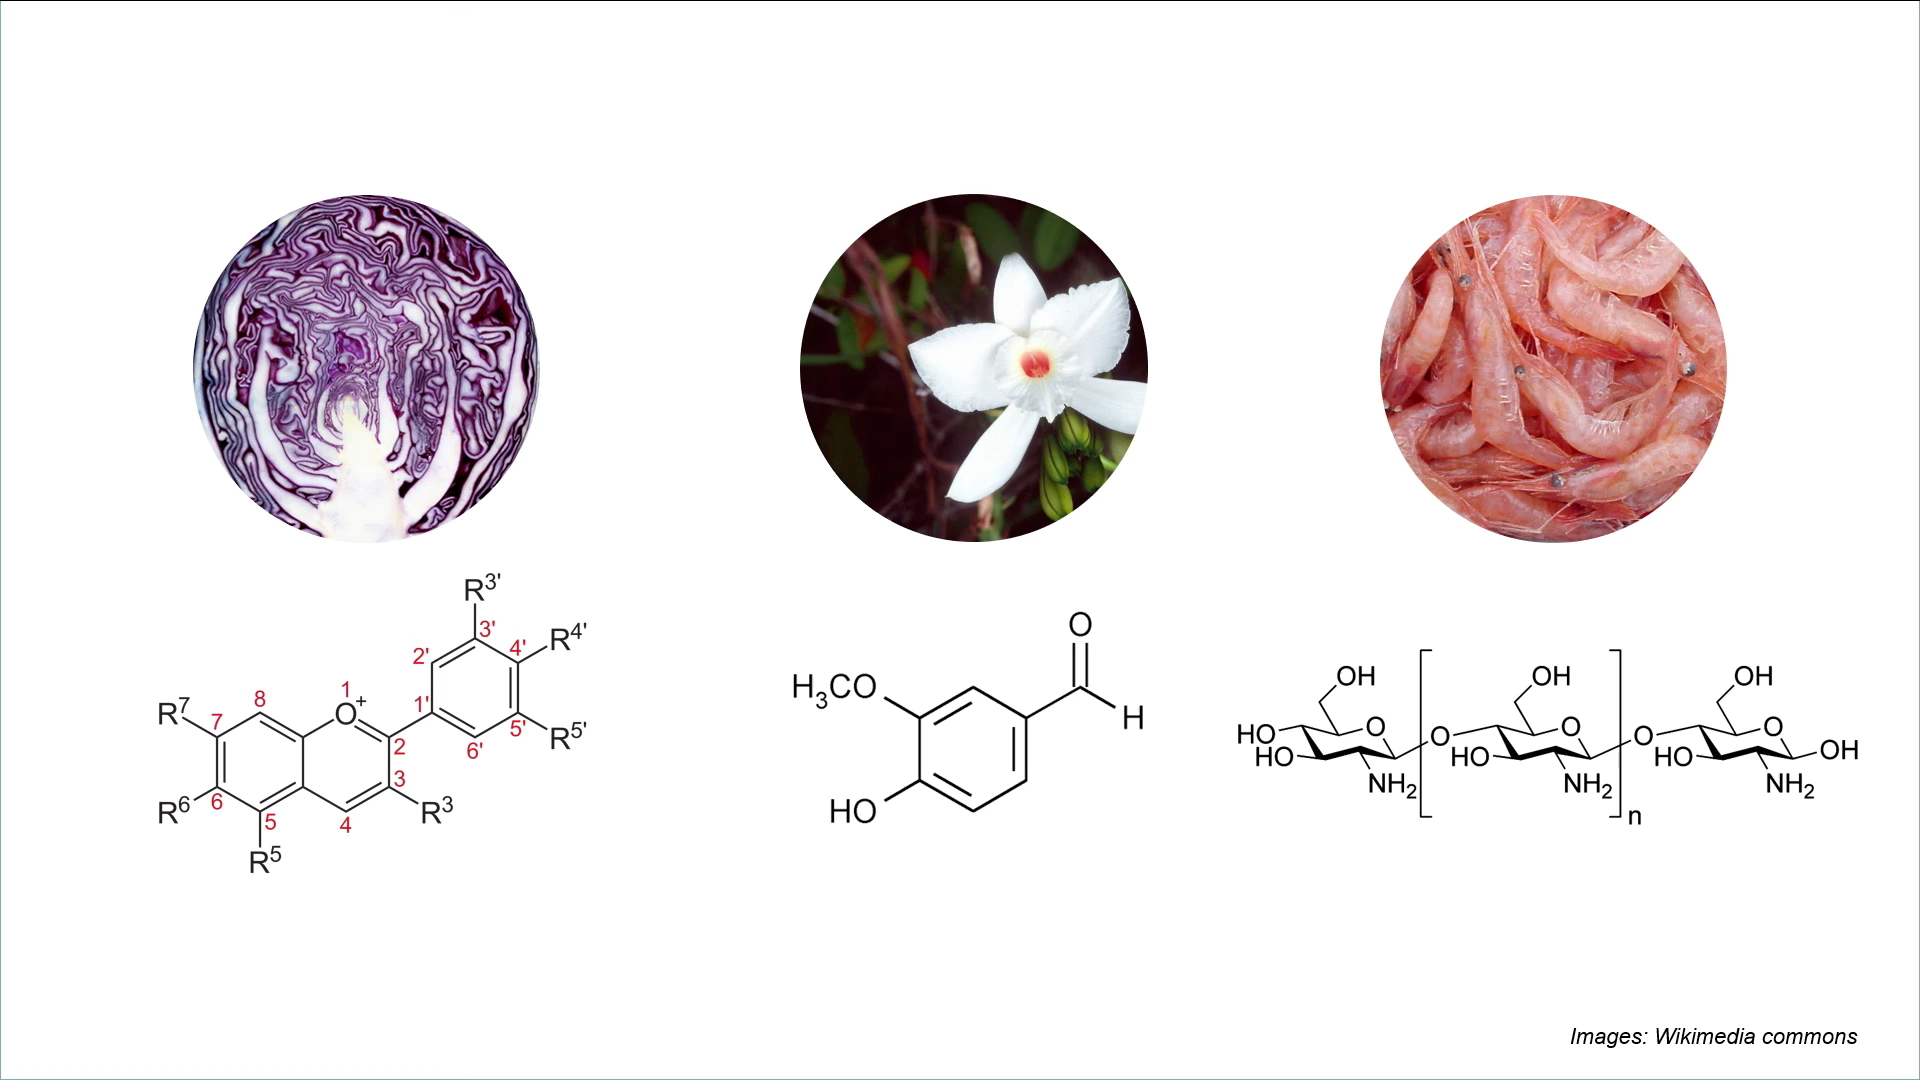 R3'
3'
R4'
4'
2'
1'
5'
R5'
6'
R7
7
8
1
O+
2
3
R3
4
R6
6
5
R5
O
H3CO
H
HO
OH
OH
OH
HO
O
O
O
O
O
HO
HO
HO
OH
NH2
NH2
NH2
n
Images: Wikimedia commons